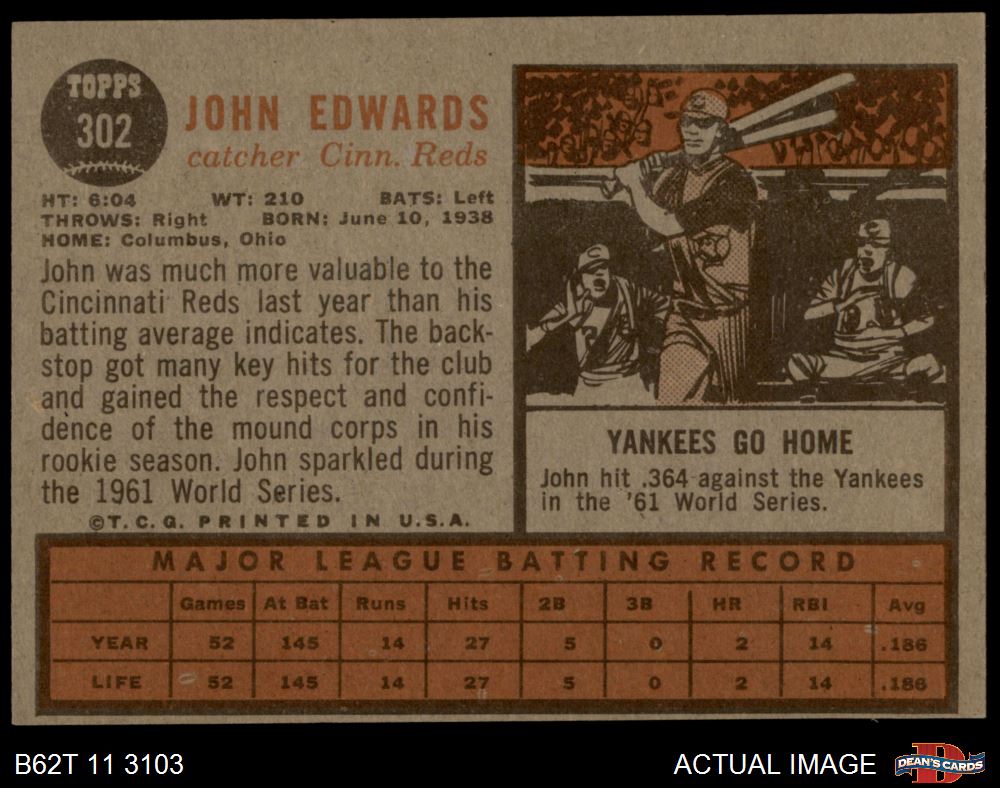 TOPPS
302
JOHN EDWARDS
catcher Cinn. Reds
HT: 6:04 WT: 210 BATS: Left
THROWS: Right BORN: June 10, 1938
HOME: Columbus, Ohio
John was much more valuable to the
Cincinnati Reds last year than his
batting average indicates. The back-
stop got many key hits for the club
and gained the respect and confi-
dence of the mound corps in his
rookie season. John sparkled during
the 1961 World Series.
©T.C.G. PRINTED IN U.S.A.
C
C
C
YANKEES GO HOME
John hit .364 against the Yankees
in the '61 World Series.
MAJOR LEAGUE BATTING RECORD
Games At Bat Runs Hits 2B 3B HR RBI Avg
YEAR 52 145 14 27 5 0 2 14 .186
LIFE 52 145 14 27 5 0 2 14 .186
B62T 11 3103
ACTUAL IMAGE
D
DEAN'S CARDS